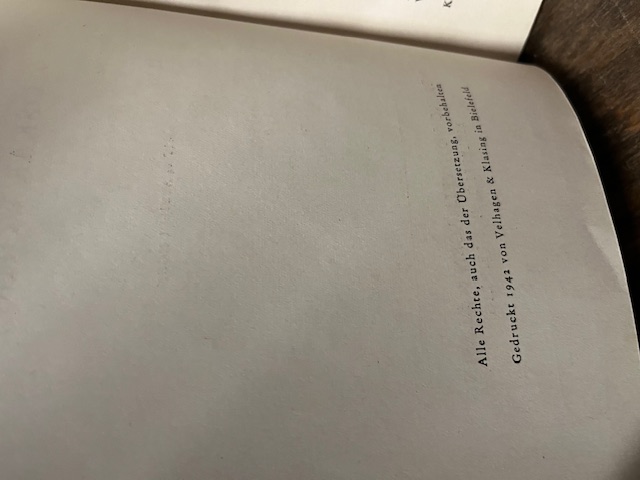 Alle Rechte, auch das der Übersetzung, vorbehalten
Gedruckt 1942 von Velhagen & Klasing in Bielefeld